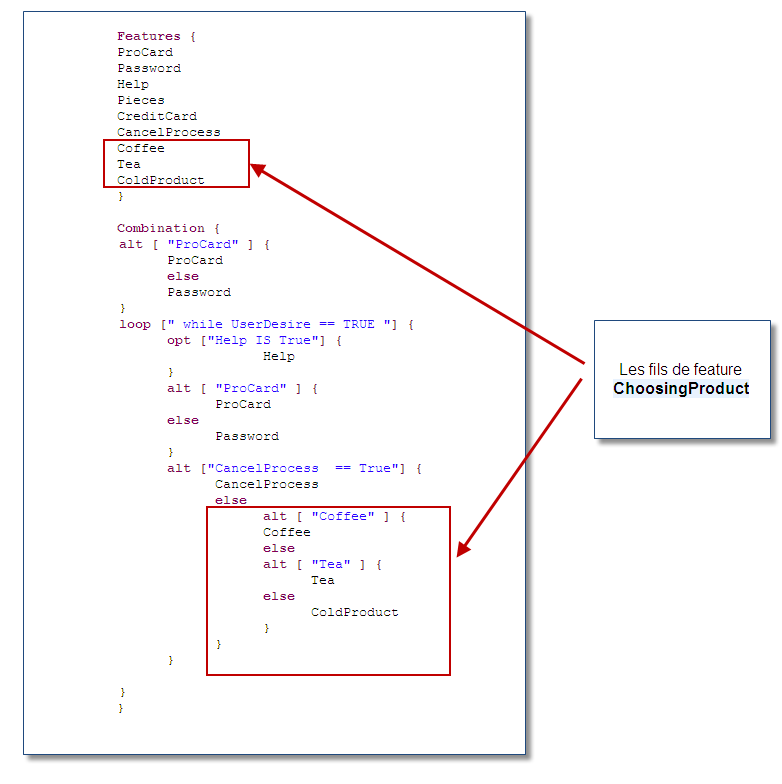 Features {
ProCard
Password
Help
Pieces
CreditCard
CancelProcess
Coffee
Tea
ColdProduct
}
Combination {
alt [ "ProCard" ] {
ProCard
else
Password
}
loop [" while UserDesire == TRUE "] {
opt ["Help IS True"] {
Help
}
alt [ "ProCard" ] {
ProCard
else
Password
}
alt ["CancelProcess  == True"] {
CancelProcess
else
alt [ "Coffee" ] {
Coffee
else
alt [ "Tea" ] {
Tea
else
ColdProduct
}
}
}
}
}
Les fils de feature
ChoosingProduct